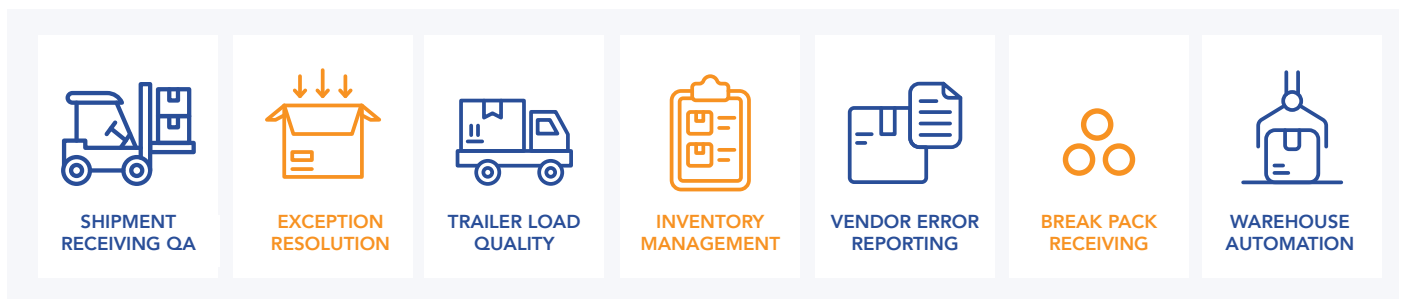 SHIPMENT
RECEIVING QA
EXCEPTION
RESOLUTION
TRAILER LOAD
QUALITY
INVENTORY
MANAGEMENT
VENDOR ERROR
REPORTING
BREAK PACK
RECEIVING
WAREHOUSE
AUTOMATION